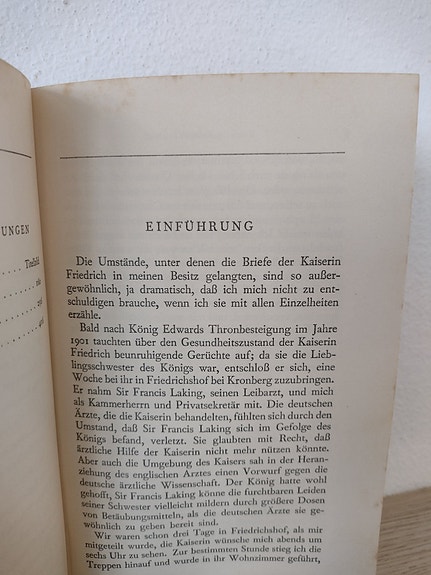 UNGEN
Titelbild
EINFÜHRUNG
Die Umstände, unter denen die Briefe der Kaiserin
Friedrich in meinen Besitz gelangten, sind so außer-
gewöhnlich, ja dramatisch, daß ich mich nicht zu ent-
schuldigen brauche, wenn ich sie mit allen Einzelheiten
erzähle.
Bald nach König Edwards Thronbesteigung im Jahre
1901 tauchten über den Gesundheitszustand der Kaiserin
Friedrich beunruhigende Gerüchte auf; da sie die Lieb-
lingsschwester des Königs war, entschloß er sich, eine
Woche bei ihr in Friedrichshof bei Kronberg zuzubringen.
Er nahm Sir Francis Laking, seinen Leibarzt, und mich
als Kammerherrn und Privatsekretär mit. Die deutschen
Ärzte, die die Kaiserin behandelten, fühlten sich durch den
Umstand, daß Sir Francis Laking sich im Gefolge des
Königs befand, verletzt. Sie glaubten mit Recht, daß
ärztliche Hilfe der Kaiserin nicht mehr nützen könnte.
Aber auch die Umgebung des Kaisers sah in der Heran-
ziehung des englischen Arztes einen Vorwurf gegen die
deutsche ärztliche Wissenschaft. Der König hatte wohl
gehofft, Sir Francis Laking könne die furchtbaren Leiden
seiner Schwester vielleicht mildern durch größere Dosen
von Betäubungsmitteln, als die deutschen Ärzte sie ge-
wöhnlich zu geben bereit sind.
Wir waren schon drei Tage in Friedrichshof, als mir
mitgeteilt wurde, die Kaiserin wünsche mich abends um
sechs Uhr zu sehen. Zur bestimmten Stunde stieg ich die
Treppen hinauf und wurde in ihr Wohnzimmer geführt,